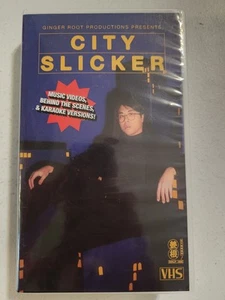 GINGER ROOT PRODUCTIONS PRESENTS
CITY
SLICKER
MUSIC VIDEOS,
BEHIND THE SCENES,
& KARAOKE VERSIONS!
VHS